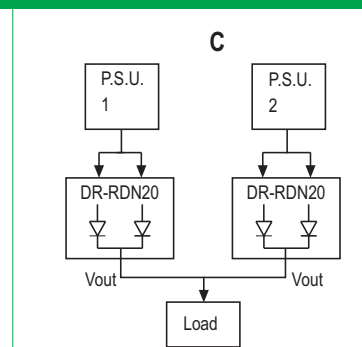 C
P.S.U.
1
P.S.U.
2
DR-RDN20
DR-RDN20
Vout
Vout
Load